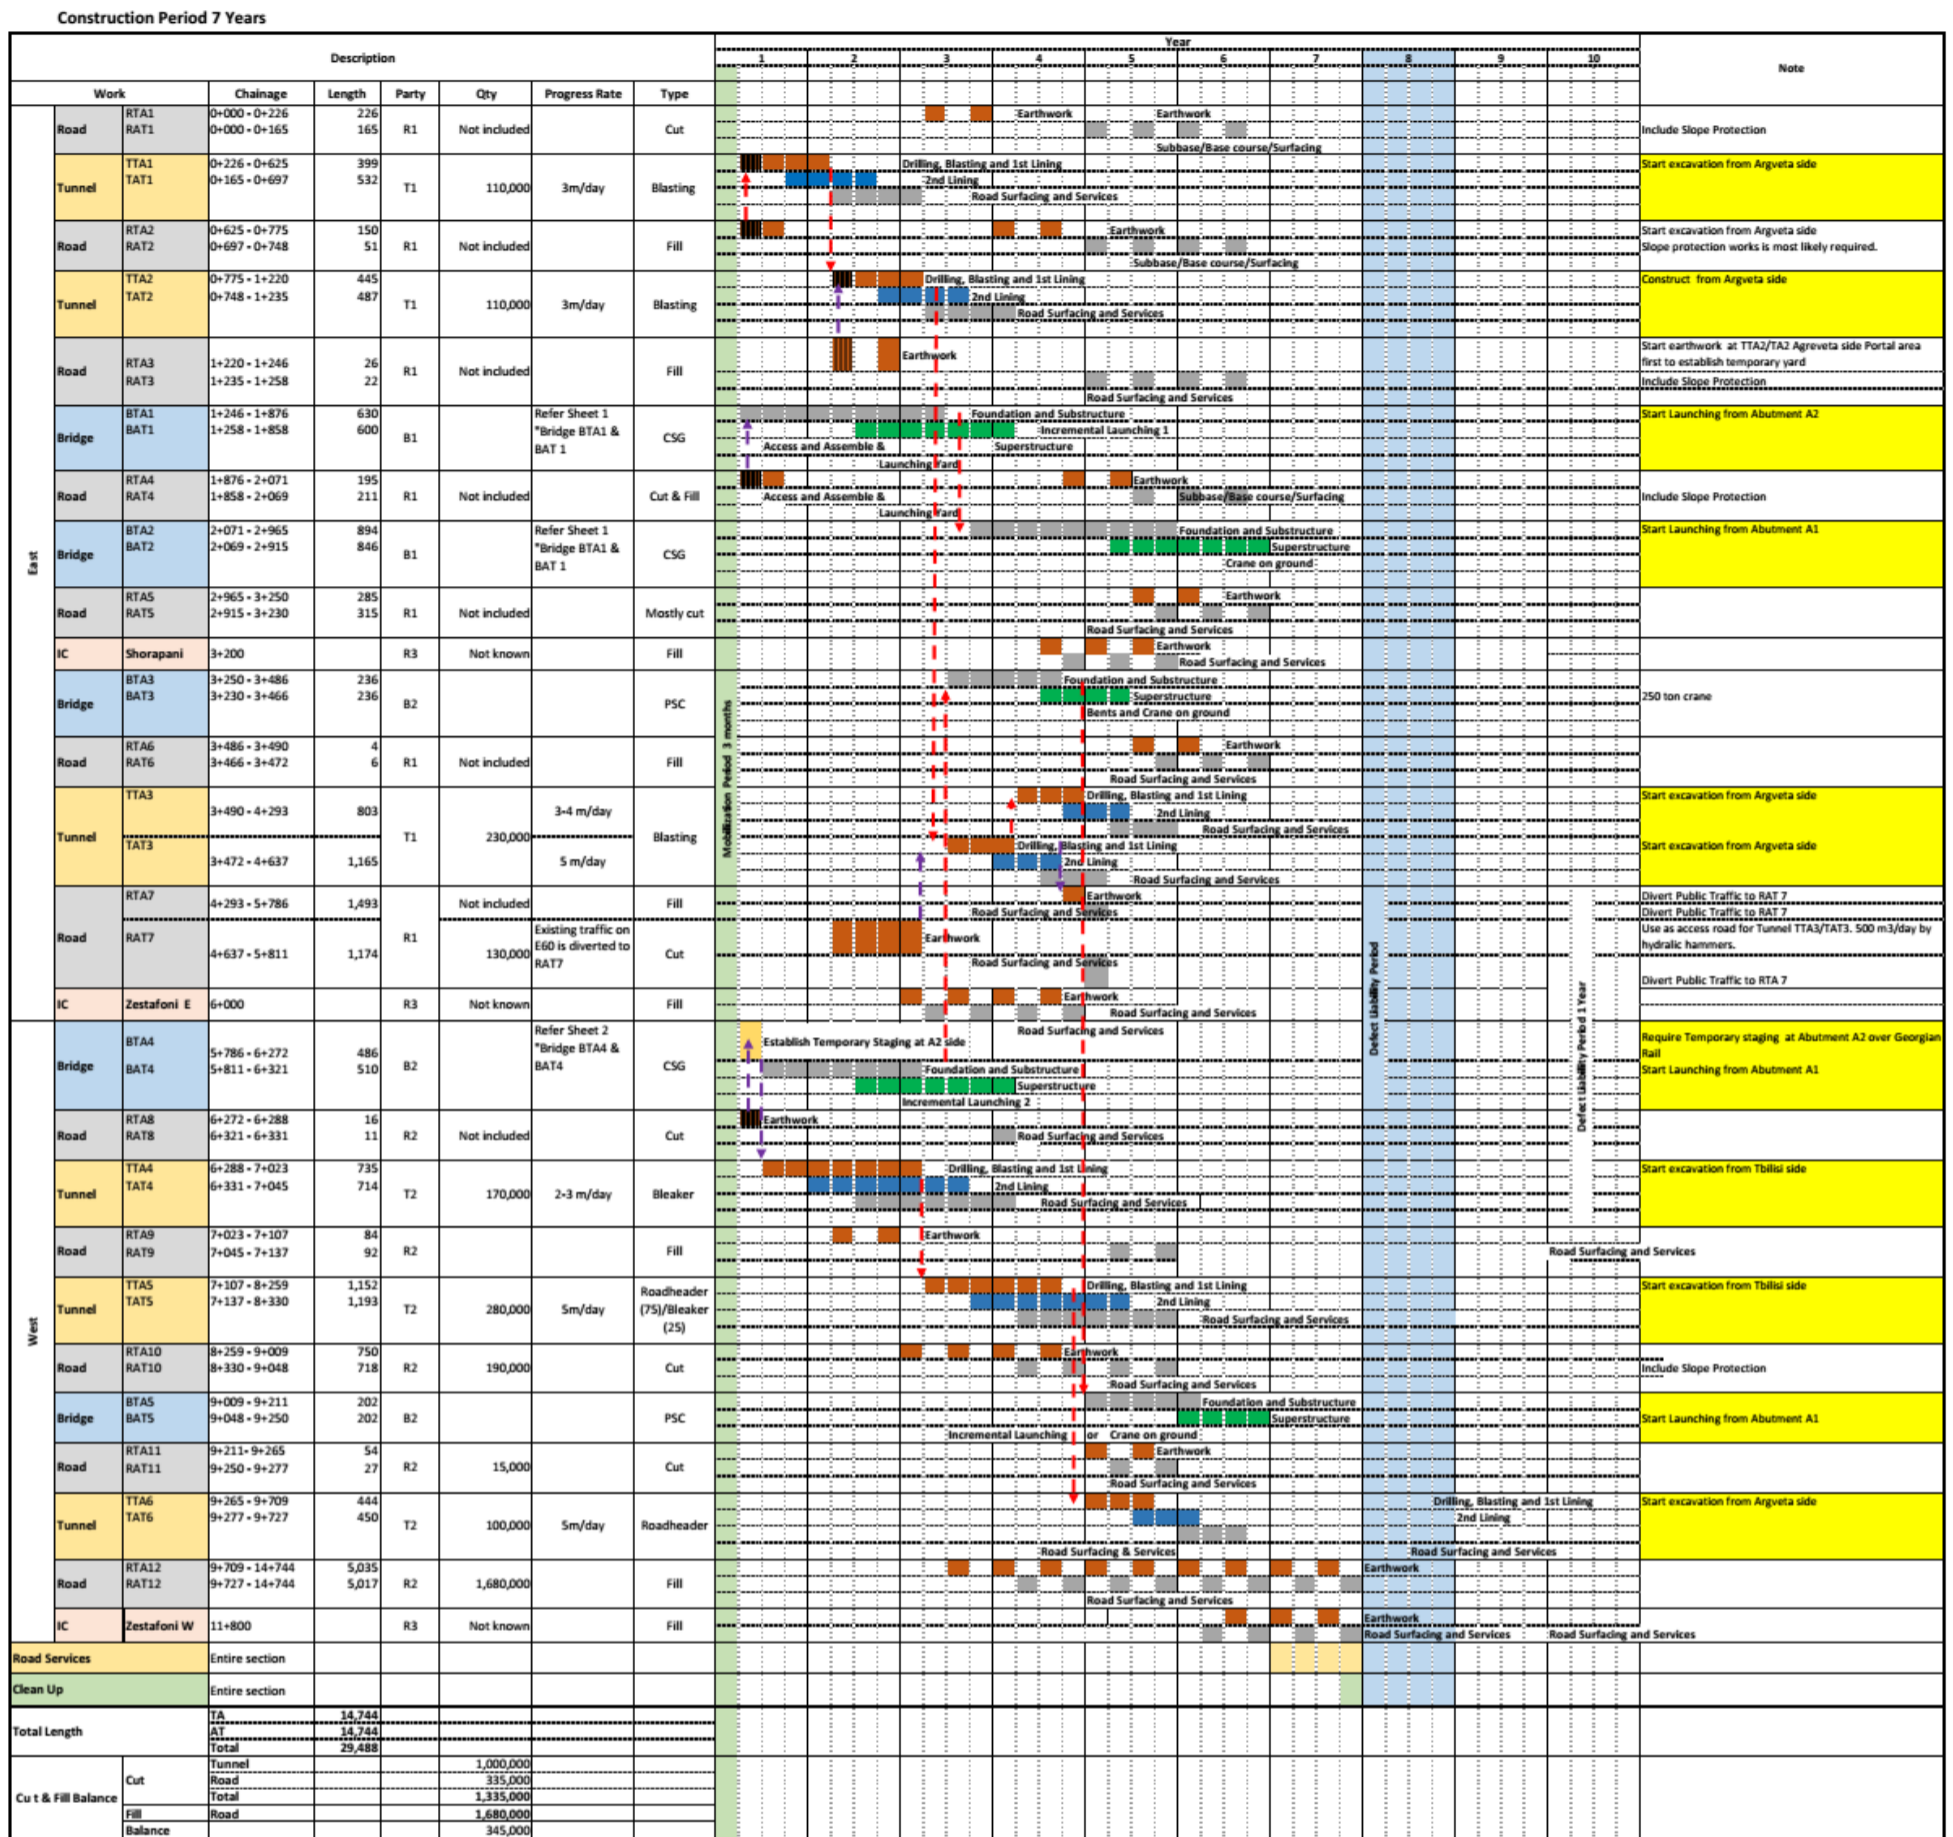 Construction Period 7 Years
Description Year Note
1 2 3 4 5 6 7 8 9 10
Work Chainage Length Party Qty Progress Rate Type
Mobilization Period 3 months
Defect Liability Period
Defect Liability Period 1 Year
East
Road RTA1 0+000 - 0+226 226 Earthwork Earthwork
RAT1 0+000 - 0+165 165 R1 Not included Cut Include Slope Protection
Subbase/Base course/Surfacing
Tunnel TTA1 0+226 - 0+625 399 Drilling, Blasting and 1st Lining Start excavation from Argveta side
TAT1 0+165 - 0+697 532 T1 110,000 3m/day Blasting 2nd Lining
Road Surfacing and Services
Road RTA2 0+625 - 0+775 150 Earthwork Start excavation from Argveta side
RAT2 0+697 - 0+748 51 R1 Not included Fill Slope protection works is most likely required.
Subbase/Base course/Surfacing
Tunnel TTA2 0+775 - 1+220 445 Drilling, Blasting and 1st Lining Construct from Argveta side
TAT2 0+748 - 1+235 487 T1 110,000 3m/day Blasting 2nd Lining
Road Surfacing and Services
Road RTA3 1+220 - 1+246 26 R1 Not included Fill Earthwork Start earthwork at TTA2/TA2 Agreveta side Portal area
first to establish temporary yard
RAT3 1+235 - 1+258 22 Include Slope Protection
Road Surfacing and Services
Bridge BTA1 1+246 - 1+876 630 Refer Sheet 1 Foundation and Substructure Start Launching from Abutment A2
BAT1 1+258 - 1+858 600 B1 "Bridge BTA1 & CSG Incremental Launching 1
BAT 1 Access and Assemble & Superstructure
Launching Yard
Road RTA4 1+876 - 2+071 195 Earthwork
RAT4 1+858 - 2+069 211 R1 Not included Cut & Fill Access and Assemble & Subbase/Base course/Surfacing Include Slope Protection
Launching Yard
Bridge BTA2 2+071 - 2+965 894 Refer Sheet 1 Foundation and Substructure Start Launching from Abutment A1
BAT2 2+069 - 2+915 846 B1 "Bridge BTA1 & CSG Superstructure
BAT 1 Crane on ground
Road RTA5 2+965 - 3+250 285 Earthwork
RAT5 2+915 - 3+230 315 R1 Not included Mostly cut
Road Surfacing and Services
IC Shorapani 3+200 R3 Not known Fill Earthwork
Road Surfacing and Services
Bridge BTA3 3+250 - 3+486 236 Foundation and Substructure
BAT3 3+230 - 3+466 236 B2 PSC Superstructure 250 ton crane
Bents and Crane on ground
Road RTA6 3+486 - 3+490 4 Earthwork
RAT6 3+466 - 3+472 6 R1 Not included Fill
Road Surfacing and Services
Tunnel TTA3 Drilling, Blasting and 1st Lining Start excavation from Argveta side
3+490 - 4+293 803 3-4 m/day 2nd Lining
T1 230,000 Blasting Road Surfacing and Services
TAT3 Drilling, Blasting and 1st Lining Start excavation from Argveta side
3+472 - 4+637 1,165 5 m/day 2nd Lining
Road Surfacing and Services
Road RTA7 4+293 - 5+786 1,493 Not included Fill Earthwork Divert Public Traffic to RAT 7
Road Surfacing and Services Divert Public Traffic to RAT 7
RAT7 R1 Existing traffic on Earthwork Use as access road for Tunnel TTA3/TAT3. 500 m3/day by
E60 is diverted to hydralic hammers.
4+637 - 5+811 1,174 130,000 RAT7 Cut Road Surfacing and Services
Divert Public Traffic to RTA 7
IC Zestafoni E 6+000 R3 Not known Fill Earthwork
Road Surfacing and Services
West
Bridge BTA4 Refer Sheet 2 Road Surfacing and Services
5+786 - 6+272 486 "Bridge BTA4 & Establish Temporary Staging at A2 side Require Temporary staging at Abutment A2 over Georgian
Rail
BAT4 5+811 - 6+321 510 B2 BAT4 CSG Foundation and Substructure Start Launching from Abutment A1
Superstructure
Incremental Launching 2
Road RTA8 6+272 - 6+288 16 Earthwork
RAT8 6+321 - 6+331 11 R2 Not included Cut Road Surfacing and Services
Tunnel TTA4 6+288 - 7+023 735 Drilling, Blasting and 1st Lining Start excavation from Tbilisi side
TAT4 6+331 - 7+045 714 T2 170,000 2-3 m/day Bleaker 2nd Lining
Road Surfacing and Services
Road RTA9 7+023 - 7+107 84 Earthwork
RAT9 7+045 - 7+137 92 R2 Fill Road Surfacing and Services
Tunnel TTA5 7+107 - 8+259 1,152 Roadheader Drilling, Blasting and 1st Lining Start excavation from Tbilisi side
TAT5 7+137 - 8+330 1,193 T2 280,000 5m/day (75)/Bleaker 2nd Lining
(25) Road Surfacing and Services
Road RTA10 8+259 - 9+009 750 Earthwork
RAT10 8+330 - 9+048 718 R2 190,000 Cut Include Slope Protection
Road Surfacing and Services
Bridge BTA5 9+009 - 9+211 202 Foundation and Substructure
BAT5 9+048 - 9+250 202 B2 PSC Superstructure Start Launching from Abutment A1
Incremental Launching or Crane on ground
Road RTA11 9+211- 9+265 54 Earthwork
RAT11 9+250 - 9+277 27 R2 15,000 Cut
Road Surfacing and Services
Tunnel TTA6 9+265 - 9+709 444 Drilling, Blasting and 1st Lining Start excavation from Argveta side
TAT6 9+277 - 9+727 450 T2 100,000 5m/day Roadheader 2nd Lining
Road Surfacing & Services Road Surfacing and Services
Road RTA12 9+709 - 14+744 5,035 Earthwork
RAT12 9+727 - 14+744 5,017 R2 1,680,000 Fill
Road Surfacing and Services
IC Zestafoni W 11+800 R3 Not known Fill Earthwork
Road Surfacing and Services Road Surfacing and Services
Road Services Entire section
Clean Up Entire section
Total Length TA 14,744
AT 14,744
Total 29,488
Cu t & Fill Balance Cut Tunnel 1,000,000
Road 335,000
Total 1,335,000
Fill Road 1,680,000
Balance 345,000